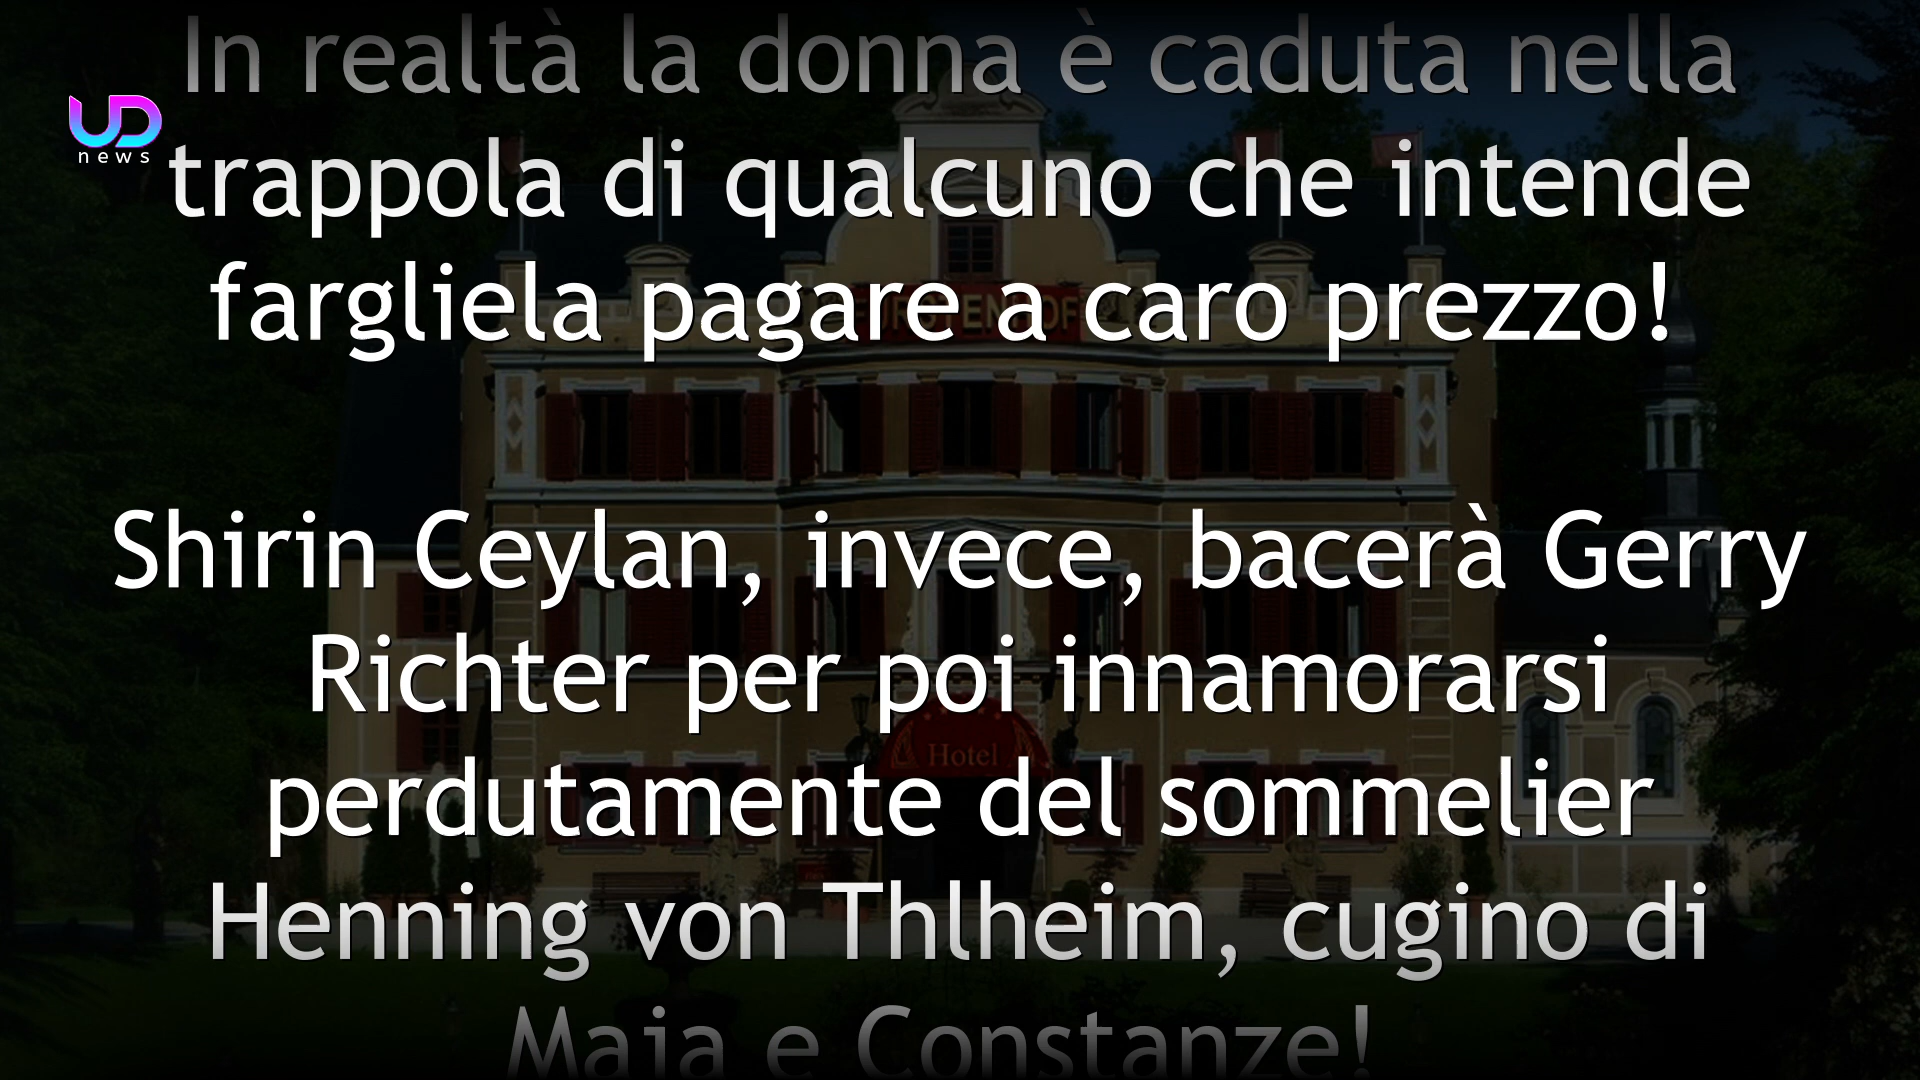 In realtà la donna è caduta nella
UD
news
trappola di qualcuno che intende
fargliela pagare a caro prezzo!
FÜRSTENHOF
Shirin Ceylan, invece, bacerà Gerry
Richter per poi innamorarsi
Hotel
perdutamente del sommelier
Henning von Thlheim, cugino di
Maja e Constanze!